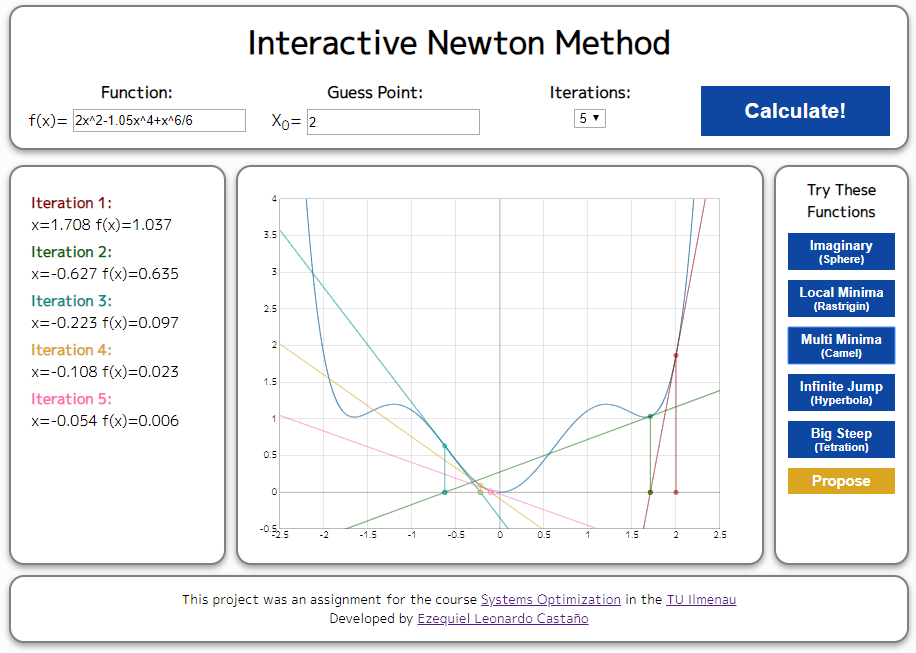 Interactive Newton Method
Function:
Guess Point:
Iterations:
f(x)= 2x^2-1.05x^4+x^6/6
X0= 2
5 ▼
Calculate!
Iteration 1:
x=1.708 f(x)=1.037
Iteration 2:
x=-0.627 f(x)=0.635
Iteration 3:
x=-0.223 f(x)=0.097
Iteration 4:
x=-0.108 f(x)=0.023
Iteration 5:
x=-0.054 f(x)=0.006
4
3.5
3
2.5
2
1.5
1
0.5
0
-0.5
-2.5 -2 -1.5 -1 -0.5 0 0.5 1 1.5 2 2.5
Try These
Functions
Imaginary
(Sphere)
Local Minima
(Rastrigin)
Multi Minima
(Camel)
Infinite Jump
(Hyperbola)
Big Steep
(Tetration)
Propose
This project was an assignment for the course Systems Optimization in the TU Ilmenau
Developed by Ezequiel Leonardo Castaño